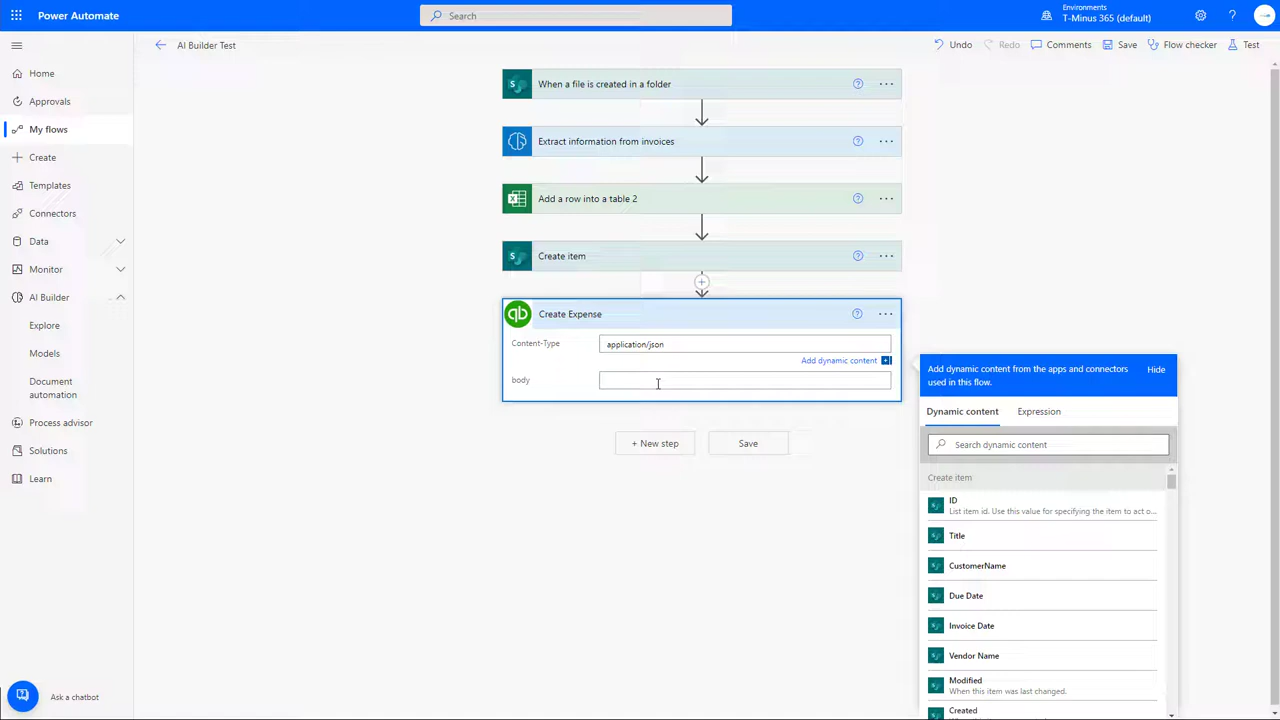 Power Automate
Search
Environments
T-Minus 365 (default)
AI Builder Test
Undo
Redo
Comments
Save
Flow checker
Test
Home
Approvals
My flows
Create
Templates
Connectors
Data
Monitor
AI Builder
Explore
Models
Document
automation
Process advisor
Solutions
Learn
Ask a chatbot
When a file is created in a folder
Extract information from invoices
Add a row into a table 2
Create item
qb
Create Expense
Content-Type
application/json
Add dynamic content
body
+ New step
Save
Add dynamic content from the apps and connectors
used in this flow.
Hide
Dynamic content
Expression
Search dynamic content
Create item
ID
List item id. Use this value for specifying the item to act o...
Title
CustomerName
Due Date
Invoice Date
Vendor Name
Modified
When this item was last changed.
Created